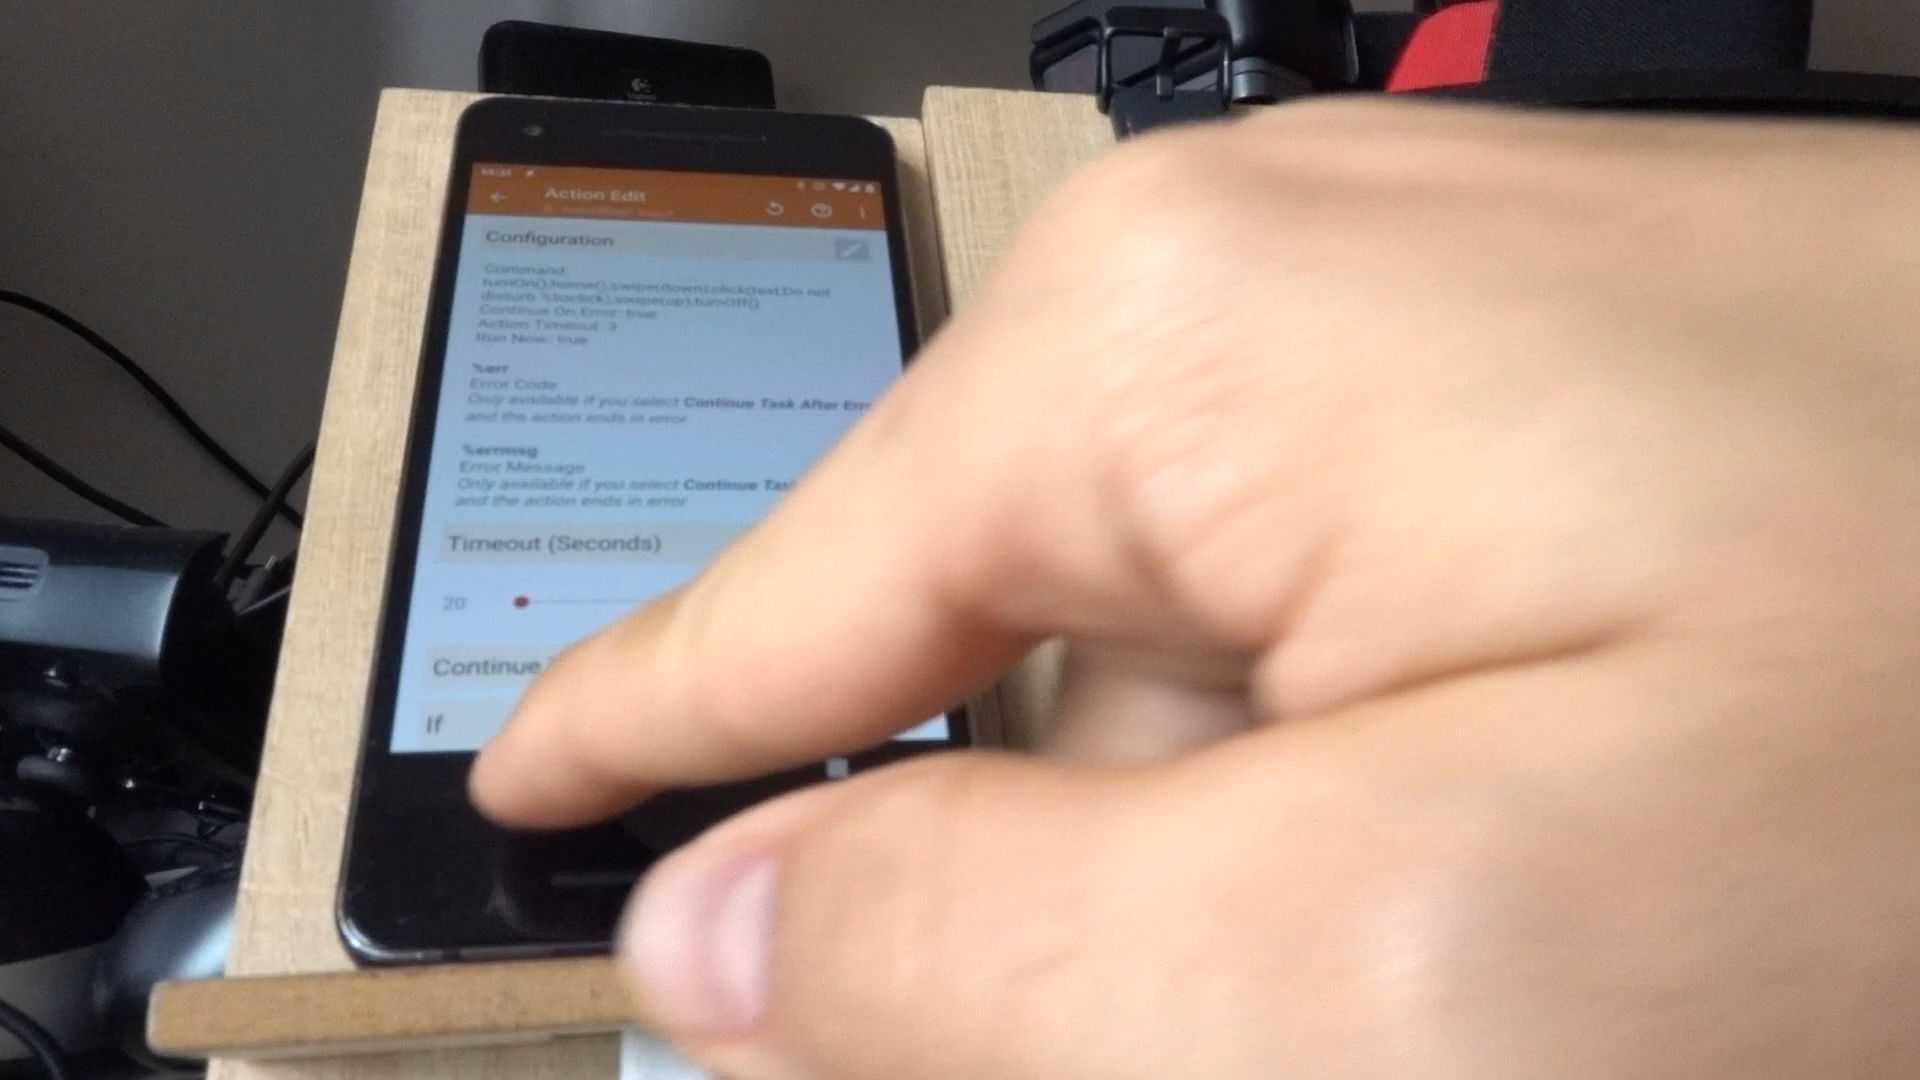 Action Edit
Configuration
Command:
turnOn(),home(),swipe(down),click(text,Do not
disturb %toclick),swipe(up),turnOff()
Continue On Error: true
Action Timeout: 3
Run Now: true
%err
Error Code
Only available if you select Continue Task After Erro
and the action ends in error
%errmsg
Error Message
Only available if you select Continue Tas
and the action ends in error
Timeout (Seconds)
20
Continue
If